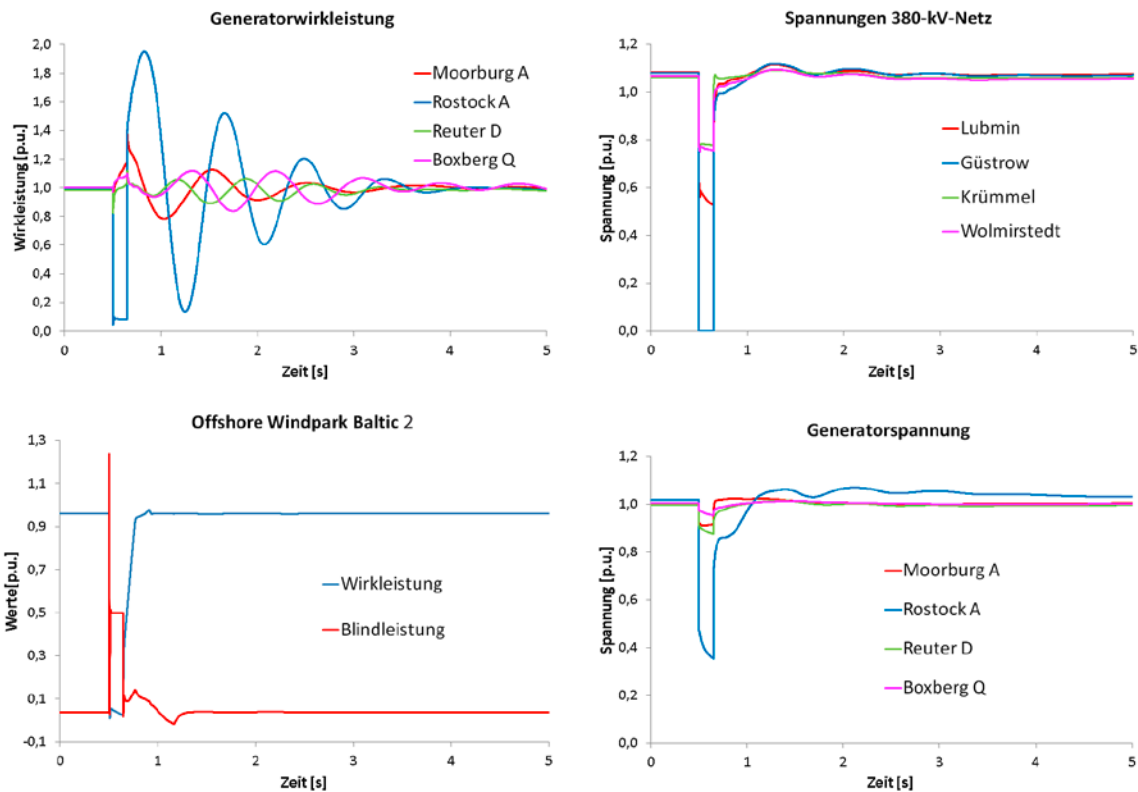 Generatorwirkleistung
Wirkleistung [p.u.]
2,0
1,8
1,6
1,4
1,2
1,0
0,8
0,6
0,4
0,2
0,0
Moorburg A
Rostock A
Reuter D
Boxberg Q
0 1 2 3 4 5
Zeit [s]
Spannungen 380-kV-Netz
Spannung [p.u.]
1,2
1,0
0,8
0,6
0,4
0,2
0,0
Lubmin
Güstrow
Krümmel
Wolmirstedt
0 1 2 3 4 5
Zeit [s]
Offshore Windpark Baltic 2
Werte[p.u.]
1,3
1,1
0,9
0,7
0,5
0,3
0,1
-0,1
Wirkleistung
Blindleistung
0 1 2 3 4 5
Zeit [s]
Generatorspannung
Spannung [p.u.]
1,2
1,0
0,8
0,6
0,4
0,2
0,0
Moorburg A
Rostock A
Reuter D
Boxberg Q
0 1 2 3 4 5
Zeit [s]